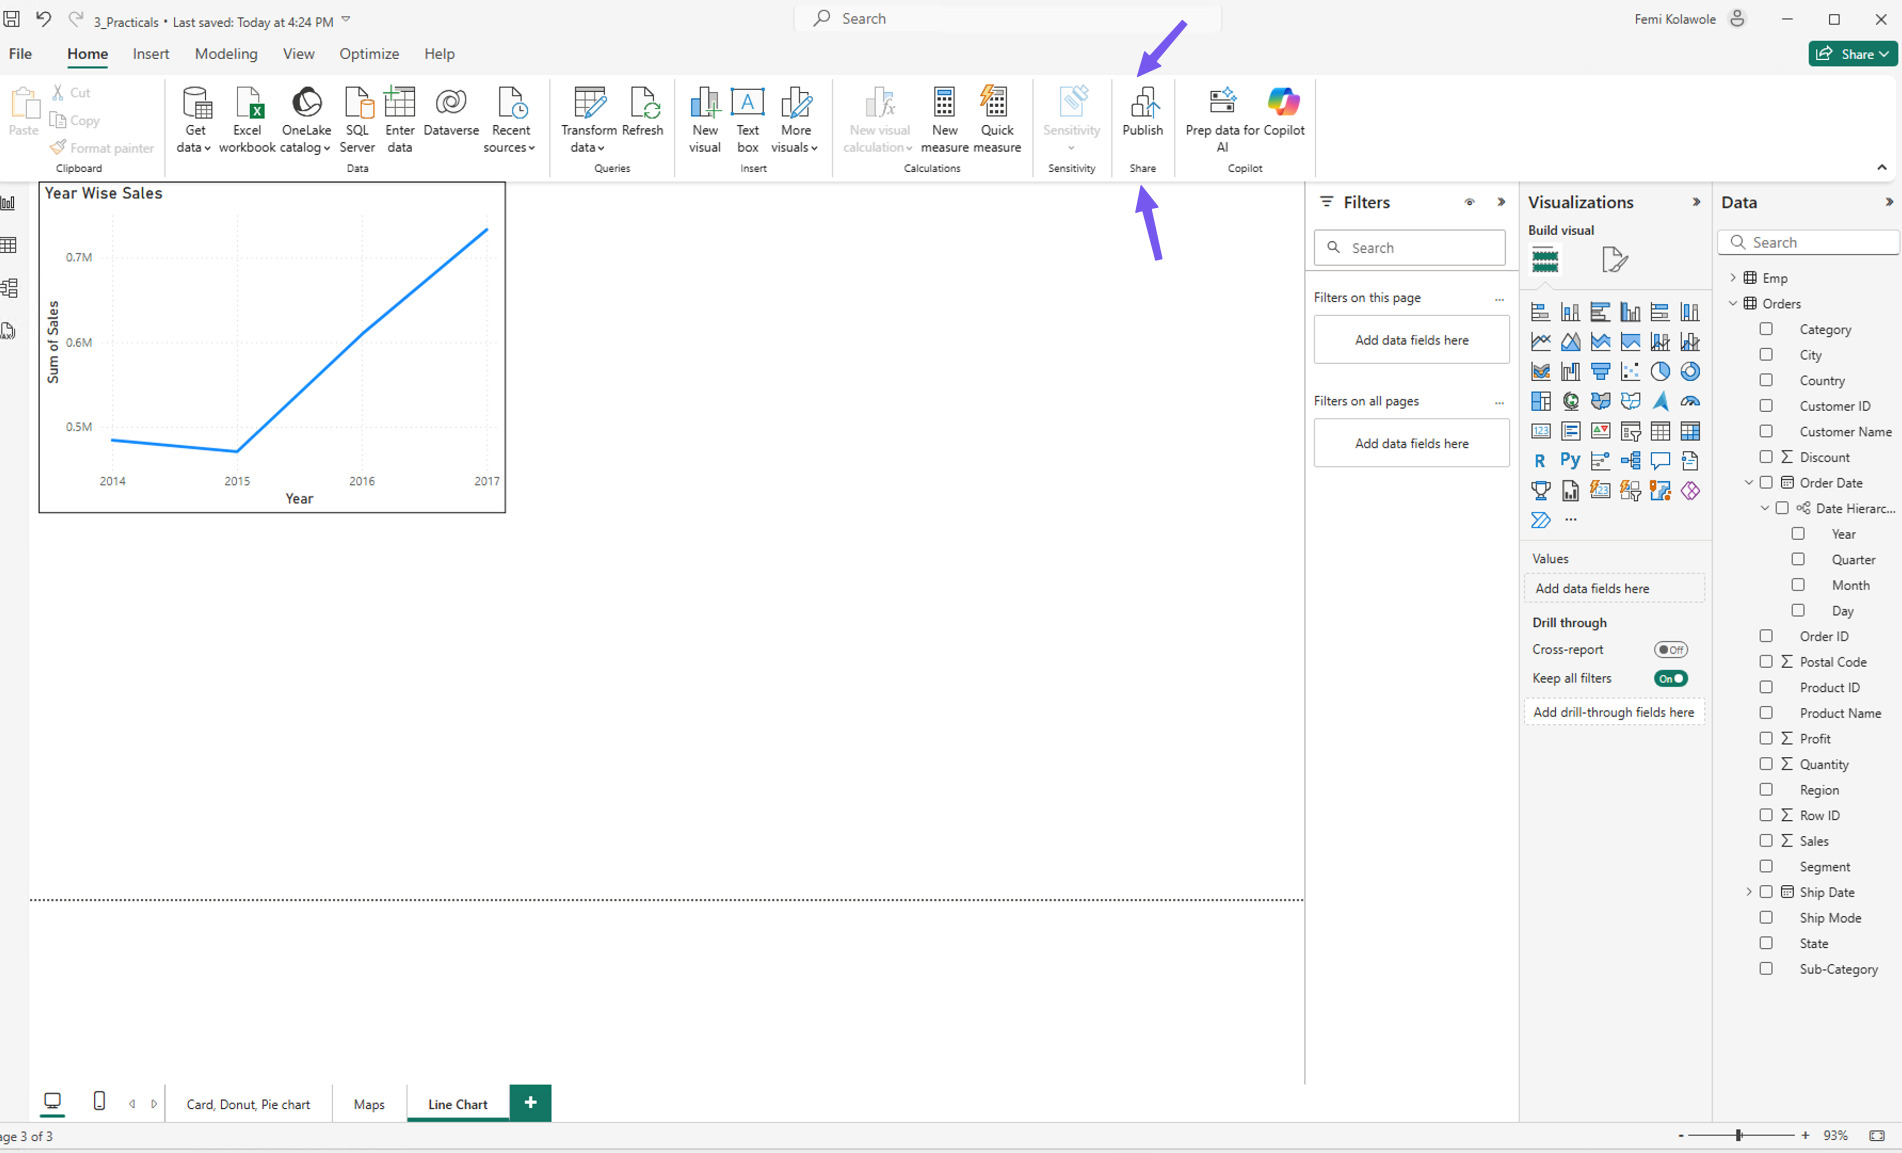 3_Practicals • Last saved: Today at 4:24 PM
Search
Femi Kolawole
File Home Insert Modeling View Optimize Help
Share
Paste
Cut
Copy
Format painter
Clipboard
Get data
Excel workbook
OneLake catalog
SQL Server
Enter data
Dataverse
Recent sources
Data
Transform data
Refresh
Queries
New visual
Text box
More visuals
Insert
New visual calculation
New measure
Quick measure
Calculations
Sensitivity
Sensitivity
Publish
Share
Prep data for AI
Copilot
Copilot
Year Wise Sales
0.7M
0.6M
0.5M
Sum of Sales
2014 2015 2016 2017
Year
Filters
Search
Filters on this page
...
Add data fields here
Filters on all pages
...
Add data fields here
Visualizations
Build visual
123
R Py
123
...
Values
Add data fields here
Drill through
Cross-report Off
Keep all filters On
Add drill-through fields here
Data
Search
Emp
Orders
Category
City
Country
Customer ID
Customer Name
Discount
Order Date
Date Hierarc...
Year
Quarter
Month
Day
Order ID
Postal Code
Product ID
Product Name
Profit
Quantity
Region
Row ID
Sales
Segment
Ship Date
Ship Mode
State
Sub-Category
Card, Donut, Pie chart Maps Line Chart +
age 3 of 3
- + 93%